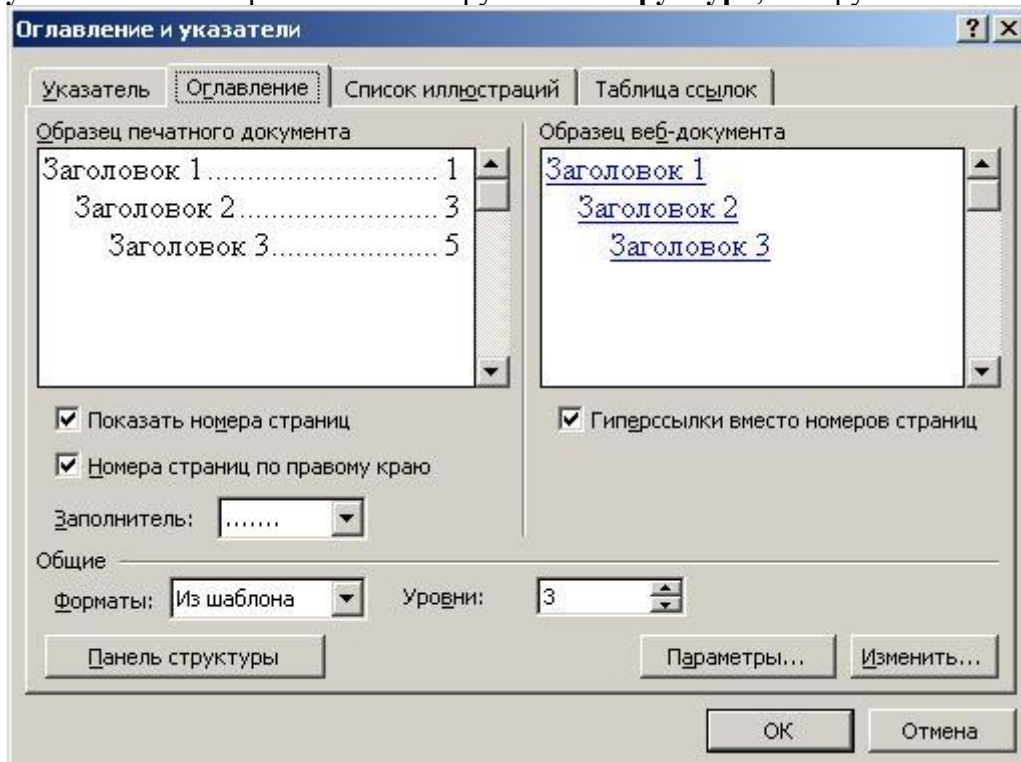 Оглавление и указатели
Указатель Оглавление Список иллюстраций Таблица ссылок
Образец печатного документа
Заголовок 1............................ 1
Заголовок 2........................ 3
Заголовок 3.................... 5
Образец веб-документа
Заголовок 1
Заголовок 2
Заголовок 3
Показать номера страниц
Номера страниц по правому краю
Заполнитель: .......
Гиперссылки вместо номеров страниц
Общие
Форматы: Из шаблона Уровни: 3
Панель структуры Параметры... Изменить...
ОК Отмена